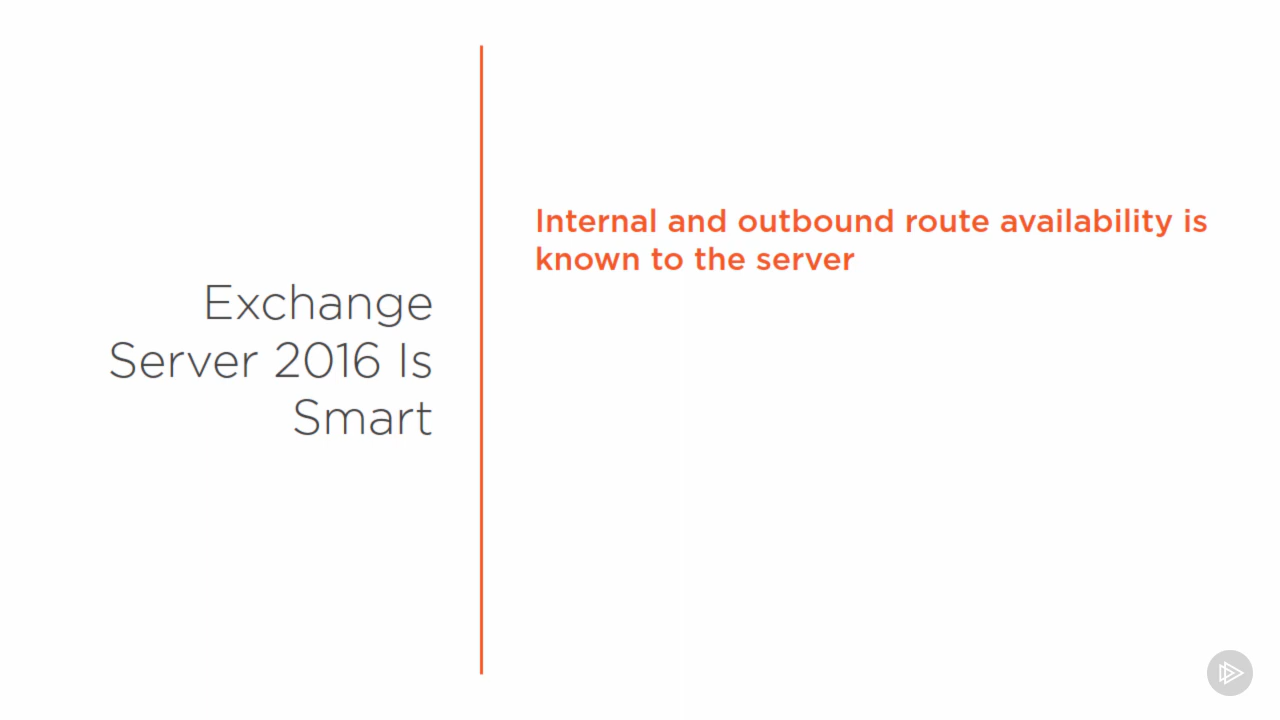 Exchange
Server 2016 Is
Smart
Internal and outbound route availability is
known to the server